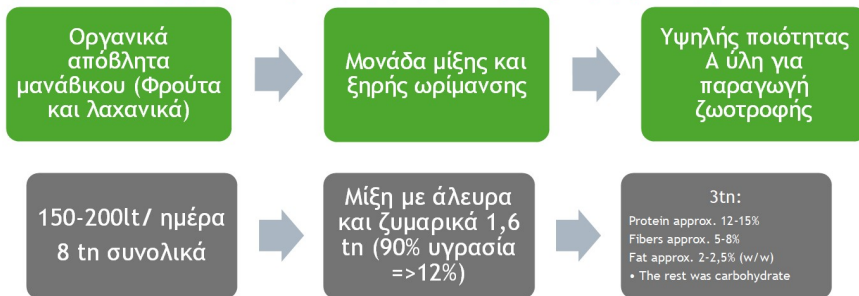 Οργανικά
απόβλητα
μανάβικου (Φρούτα
και λαχανικά)
Μονάδα μίξης και
ξηρής ωρίμανσης
Υψηλής ποιότητας
Α ύλη για
παραγωγή
ζωοτροφής
150-200lt/ ημέρα
8 tn συνολικά
Μίξη με άλευρα
και ζυμαρικά 1,6
tn (90% υγρασία
=>12%)
3tn:
Protein approx. 12-15%
Fibers approx. 5-8%
Fat approx. 2-2,5% (w/w)
• The rest was carbohydrate